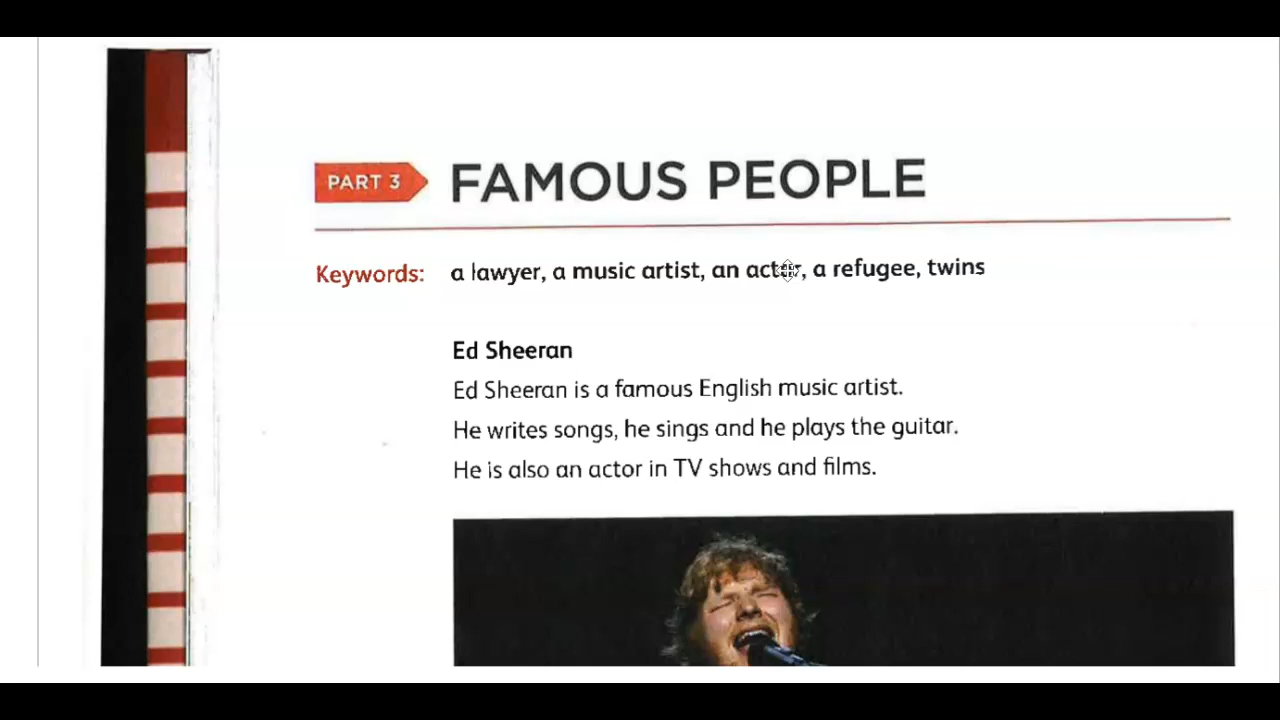 PART 3
FAMOUS PEOPLE
Keywords: a lawyer, a music artist, an actor, a refugee, twins
Ed Sheeran
Ed Sheeran is a famous English music artist.
He writes songs, he sings and he plays the guitar.
He is also an actor in TV shows and films.